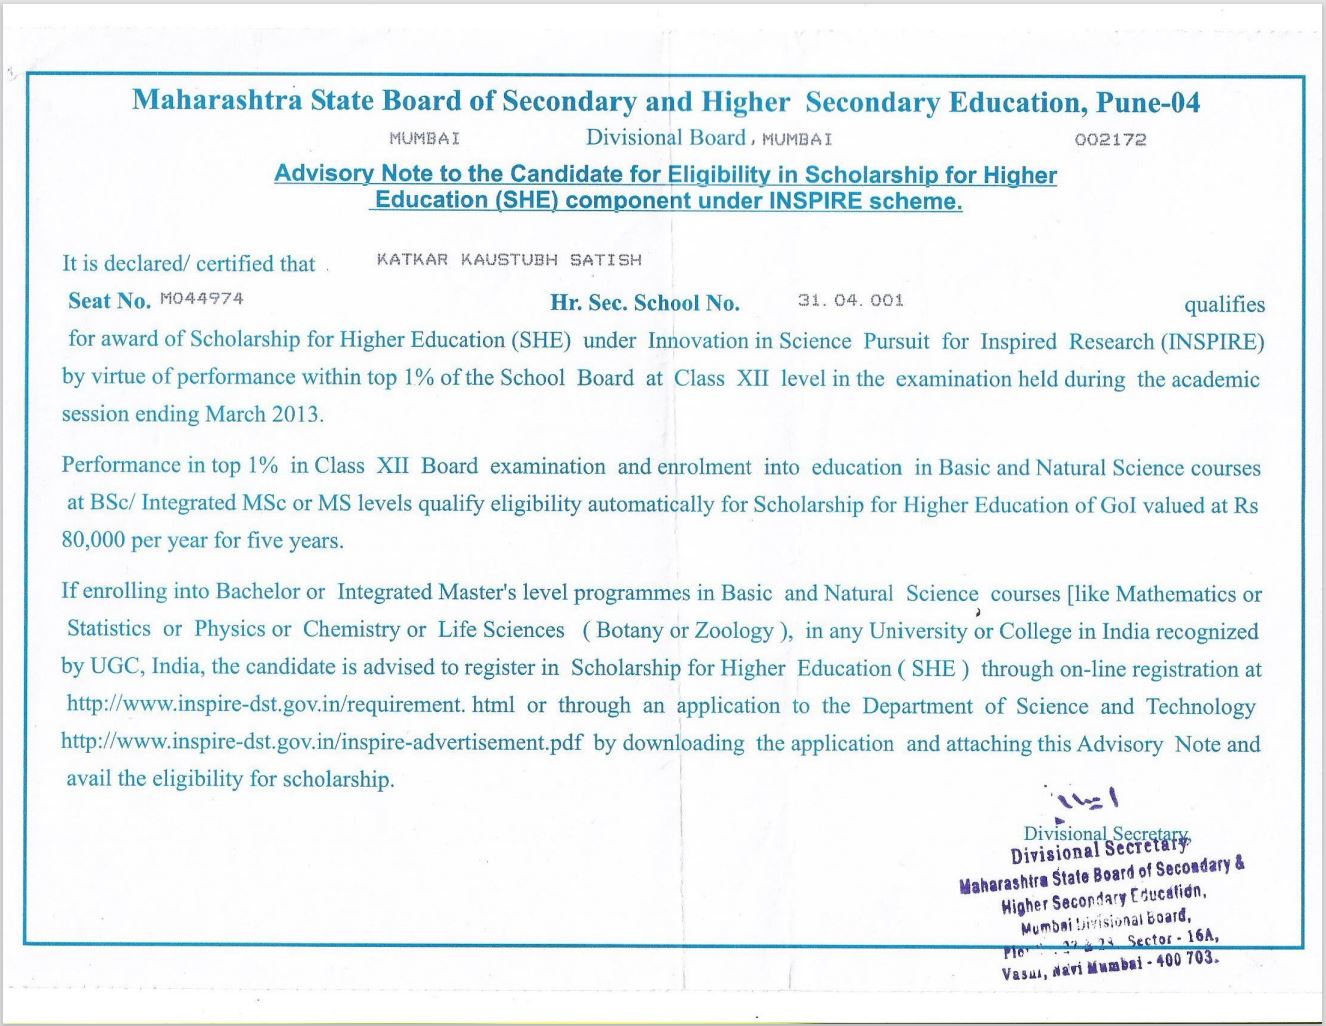 Maharashtra State Board of Secondary and Higher Secondary Education, Pune-04
MUMBAI Divisional Board, MUMBAI 002172
Advisory Note to the Candidate for Eligibility in Scholarship for Higher
Education (SHE) component under INSPIRE scheme.
It is declared/ certified that KATKAR KAUSTUBH SATISH
Seat No. M044974 Hr. Sec. School No. 31.04.001 qualifies
for award of Scholarship for Higher Education (SHE) under Innovation in Science Pursuit for Inspired Research (INSPIRE)
by virtue of performance within top 1% of the School Board at Class XII level in the examination held during the academic
session ending March 2013.
Performance in top 1% in Class XII Board examination and enrolment into education in Basic and Natural Science courses
at BSc/ Integrated MSc or MS levels qualify eligibility automatically for Scholarship for Higher Education of GoI valued at Rs
80,000 per year for five years.
If enrolling into Bachelor or Integrated Master's level programmes in Basic and Natural Science courses [like Mathematics or
Statistics or Physics or Chemistry or Life Sciences ( Botany or Zoology ), in any University or College in India recognized
by UGC, India, the candidate is advised to register in Scholarship for Higher Education ( SHE ) through on-line registration at
http://www.inspire-dst.gov.in/requirement. html or through an application to the Department of Science and Technology
http://www.inspire-dst.gov.in/inspire-advertisement.pdf by downloading the application and attaching this Advisory Note and
avail the eligibility for scholarship.
Divisional Secretary,
Divisional Secretary,
Maharashtra State Board of Secondary &
Higher Secondary Education,
Mumbai Divisional Board,
Sector - 16A,
Vashi, Navi Mumbai - 400 703.